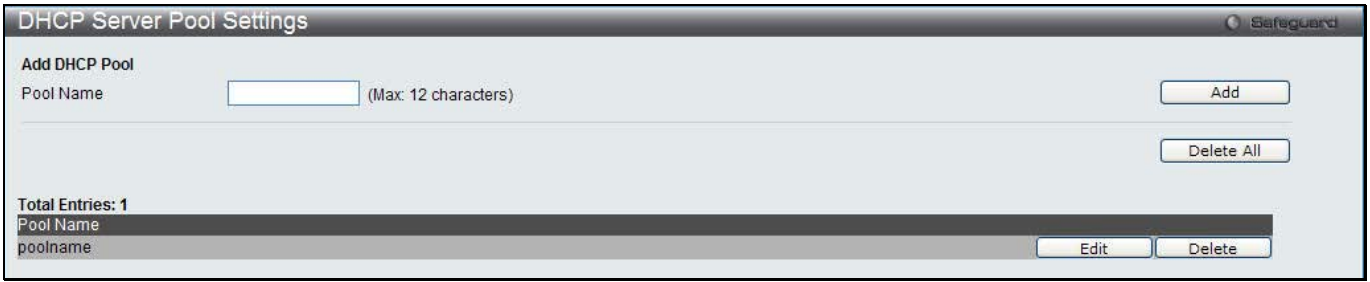 DHCP Server Pool Settings
Safeguard
Add DHCP Pool
Pool Name (Max: 12 characters) Add
Delete All
Total Entries: 1
Pool Name
poolname Edit Delete